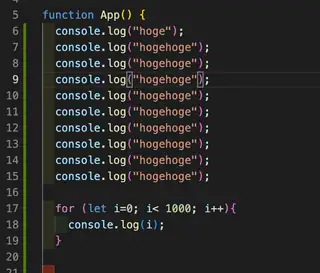 5 function App() {
6 console.log("hoge");
7 console.log("hogehoge");
8 console.log("hogehoge");
9 console.log("hogehoge")
10 console.log("hogehoge");
11 console.log("hogehoge");
12 console.log("hogehoge");
13 console.log("hogehoge");
14 console.log("hogehoge");
15 console.log("hogehoge");
16
17 for (let i=0; i< 1000; i++){
18 console.log(i);
19 }
20
21